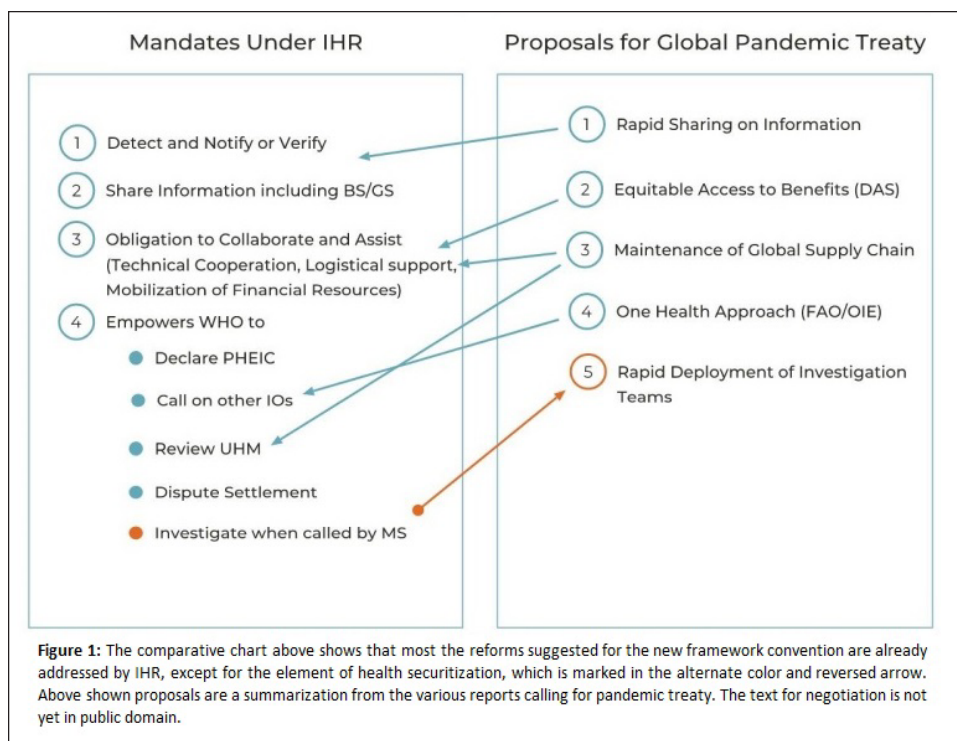 Mandates Under IHR
1 Detect and Notify or Verify
2 Share Information including BS/GS
3 Obligation to Collaborate and Assist
(Technical Cooperation, Logistical support,
Mobilization of Financial Resources)
4 Empowers WHO to
Declare PHEIC
Call on other IOs
Review UHM
Dispute Settlement
Investigate when called by MS
Proposals for Global Pandemic Treaty
1 Rapid Sharing on Information
2 Equitable Access to Benefits (DAS)
3 Maintenance of Global Supply Chain
4 One Health Approach (FAO/OIE)
5 Rapid Deployment of Investigation
Teams
Figure 1: The comparative chart above shows that most the reforms suggested for the new framework convention are already
addressed by IHR, except for the element of health securitization, which is marked in the alternate color and reversed arrow.
Above shown proposals are a summarization from the various reports calling for pandemic treaty. The text for negotiation is not
yet in public domain.